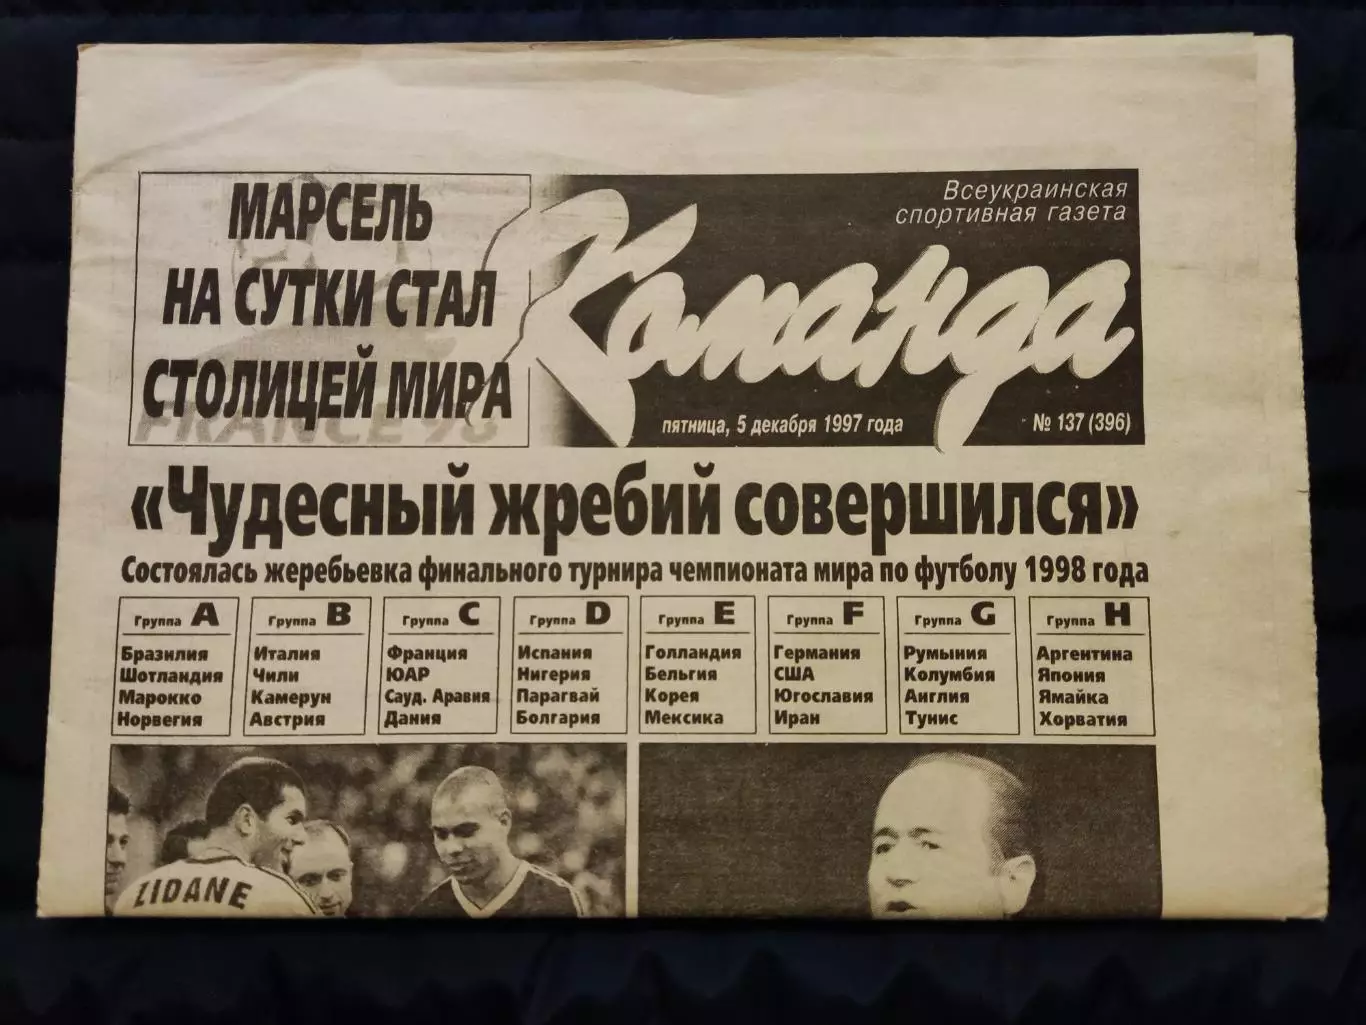 МАРСЕЛЬ
НА СУТКИ СТАЛ
СТОЛИЦЕЙ МИРА
FRANCE 98
Всеукраинская
спортивная газета
Команда
пятница, 5 декабря 1997 года
№ 137 (396)
«Чудесный жребий совершился»
Состоялась жеребьевка финального турнира чемпионата мира по футболу 1998 года
Группа A
Бразилия
Шотландия
Марокко
Норвегия
Группа B
Италия
Чили
Камерун
Австрия
Группа C
Франция
ЮАР
Сауд. Аравия
Дания
Группа D
Испания
Нигерия
Парагвай
Болгария
Группа E
Голландия
Бельгия
Корея
Мексика
Группа F
Германия
США
Югославия
Иран
Группа G
Румыния
Колумбия
Англия
Тунис
Группа H
Аргентина
Япония
Ямайка
Хорватия
ZIDANE